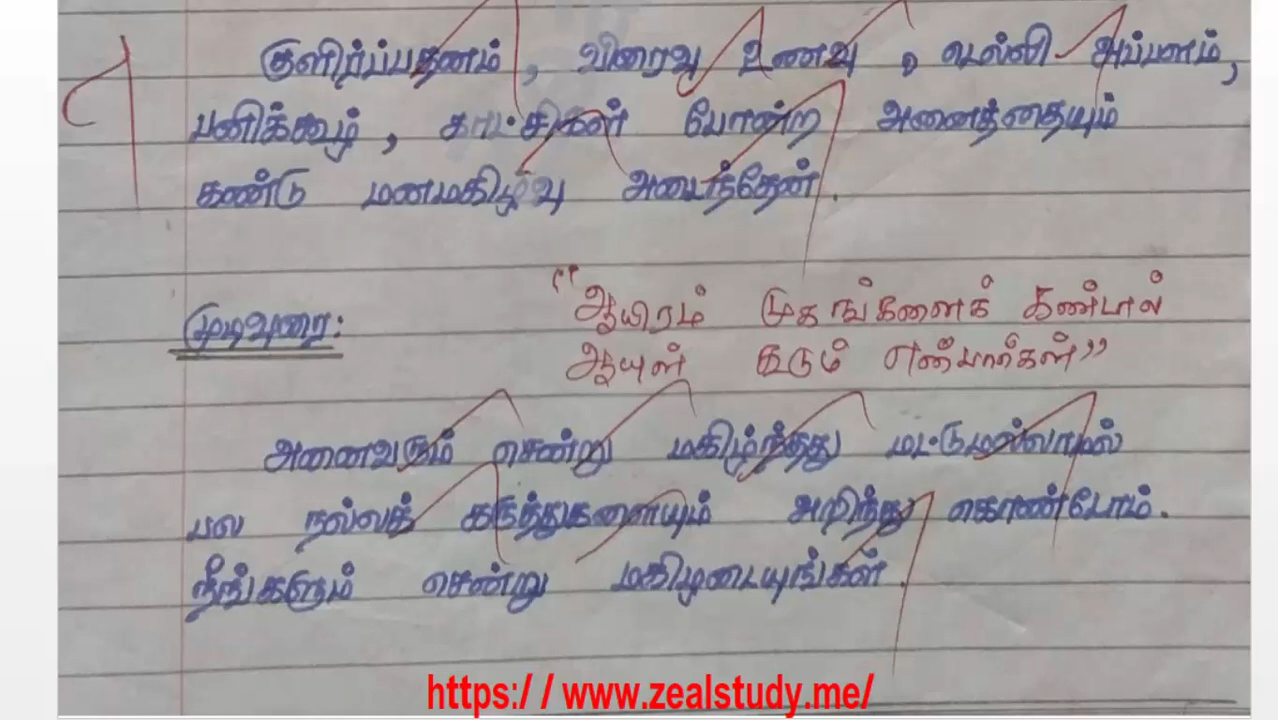 குளிர்ப்பதனம், விரைவு உணவு, டில்லி அப்பளம்,
பனிக்கூழ், காட்சிகள் போன்ற அனைத்தையும்
கண்டு மனமகிழ்வு அடைந்தேன்.
"ஆயிரம் முகங்களைக் கண்டால்
முடிவுரை:
ஆயுள் கூடும் என்பார்கள்"
அனைவரும் சென்று மகிழ்ந்தது மட்டுமல்லாமல்
பல நல்லக் கருத்துகளையும் அறிந்து கொண்டோம்.
நீங்களும் சென்று மகிழடையுங்கள்.
https://www.zealstudy.me/